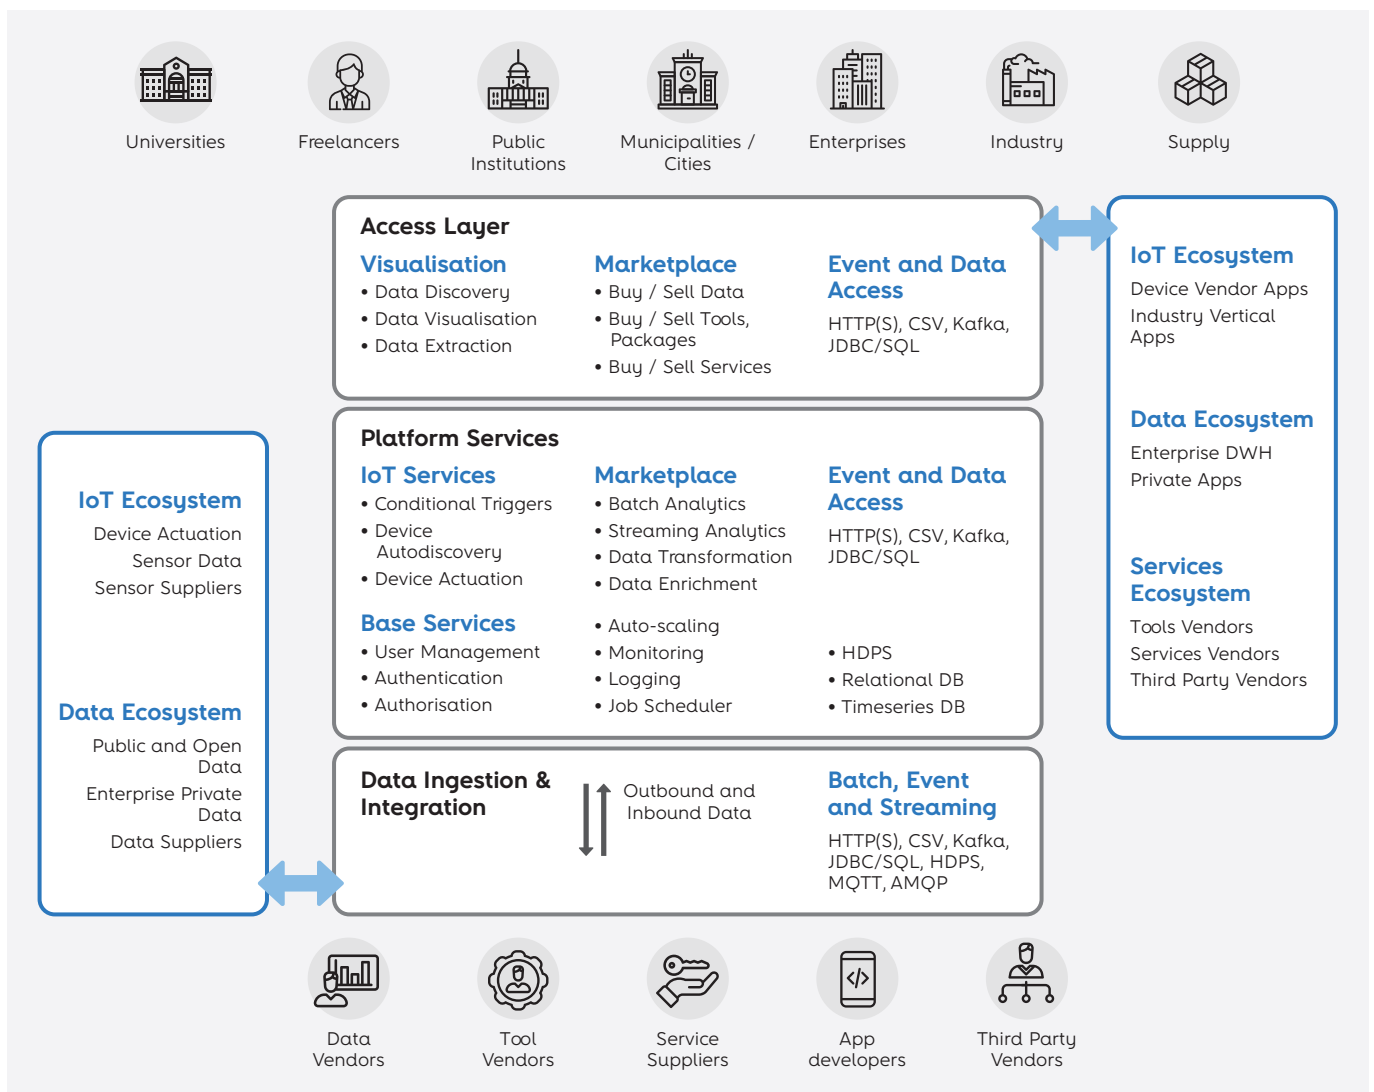 Universities
Freelancers
Public
Institutions
Municipalities /
Cities
Enterprises
Industry
Supply
Access Layer
Visualisation
• Data Discovery
• Data Visualisation
• Data Extraction
Marketplace
• Buy / Sell Data
• Buy / Sell Tools,
Packages
• Buy / Sell Services
Event and Data
Access
HTTP(S), CSV, Kafka,
JDBC/SQL
Platform Services
IoT Services
• Conditional Triggers
• Device
Autodiscovery
• Device Actuation
Marketplace
• Batch Analytics
• Streaming Analytics
• Data Transformation
• Data Enrichment
Event and Data
Access
HTTP(S), CSV, Kafka,
JDBC/SQL
Base Services
• User Management
• Authentication
• Authorisation
• Auto-scaling
• Monitoring
• Logging
• Job Scheduler
• HDPS
• Relational DB
• Timeseries DB
Data Ingestion &
Integration
Outbound and
Inbound Data
Batch, Event
and Streaming
HTTP(S), CSV, Kafka,
JDBC/SQL, HDPS,
MQTT, AMQP
IoT Ecosystem
Device Actuation
Sensor Data
Sensor Suppliers
Data Ecosystem
Public and Open
Data
Enterprise Private
Data
Data Suppliers
IoT Ecosystem
Device Vendor Apps
Industry Vertical
Apps
Data Ecosystem
Enterprise DWH
Private Apps
Services
Ecosystem
Tools Vendors
Services Vendors
Third Party Vendors
Data
Vendors
Tool
Vendors
Service
Suppliers
</>
App
developers
Third Party
Vendors